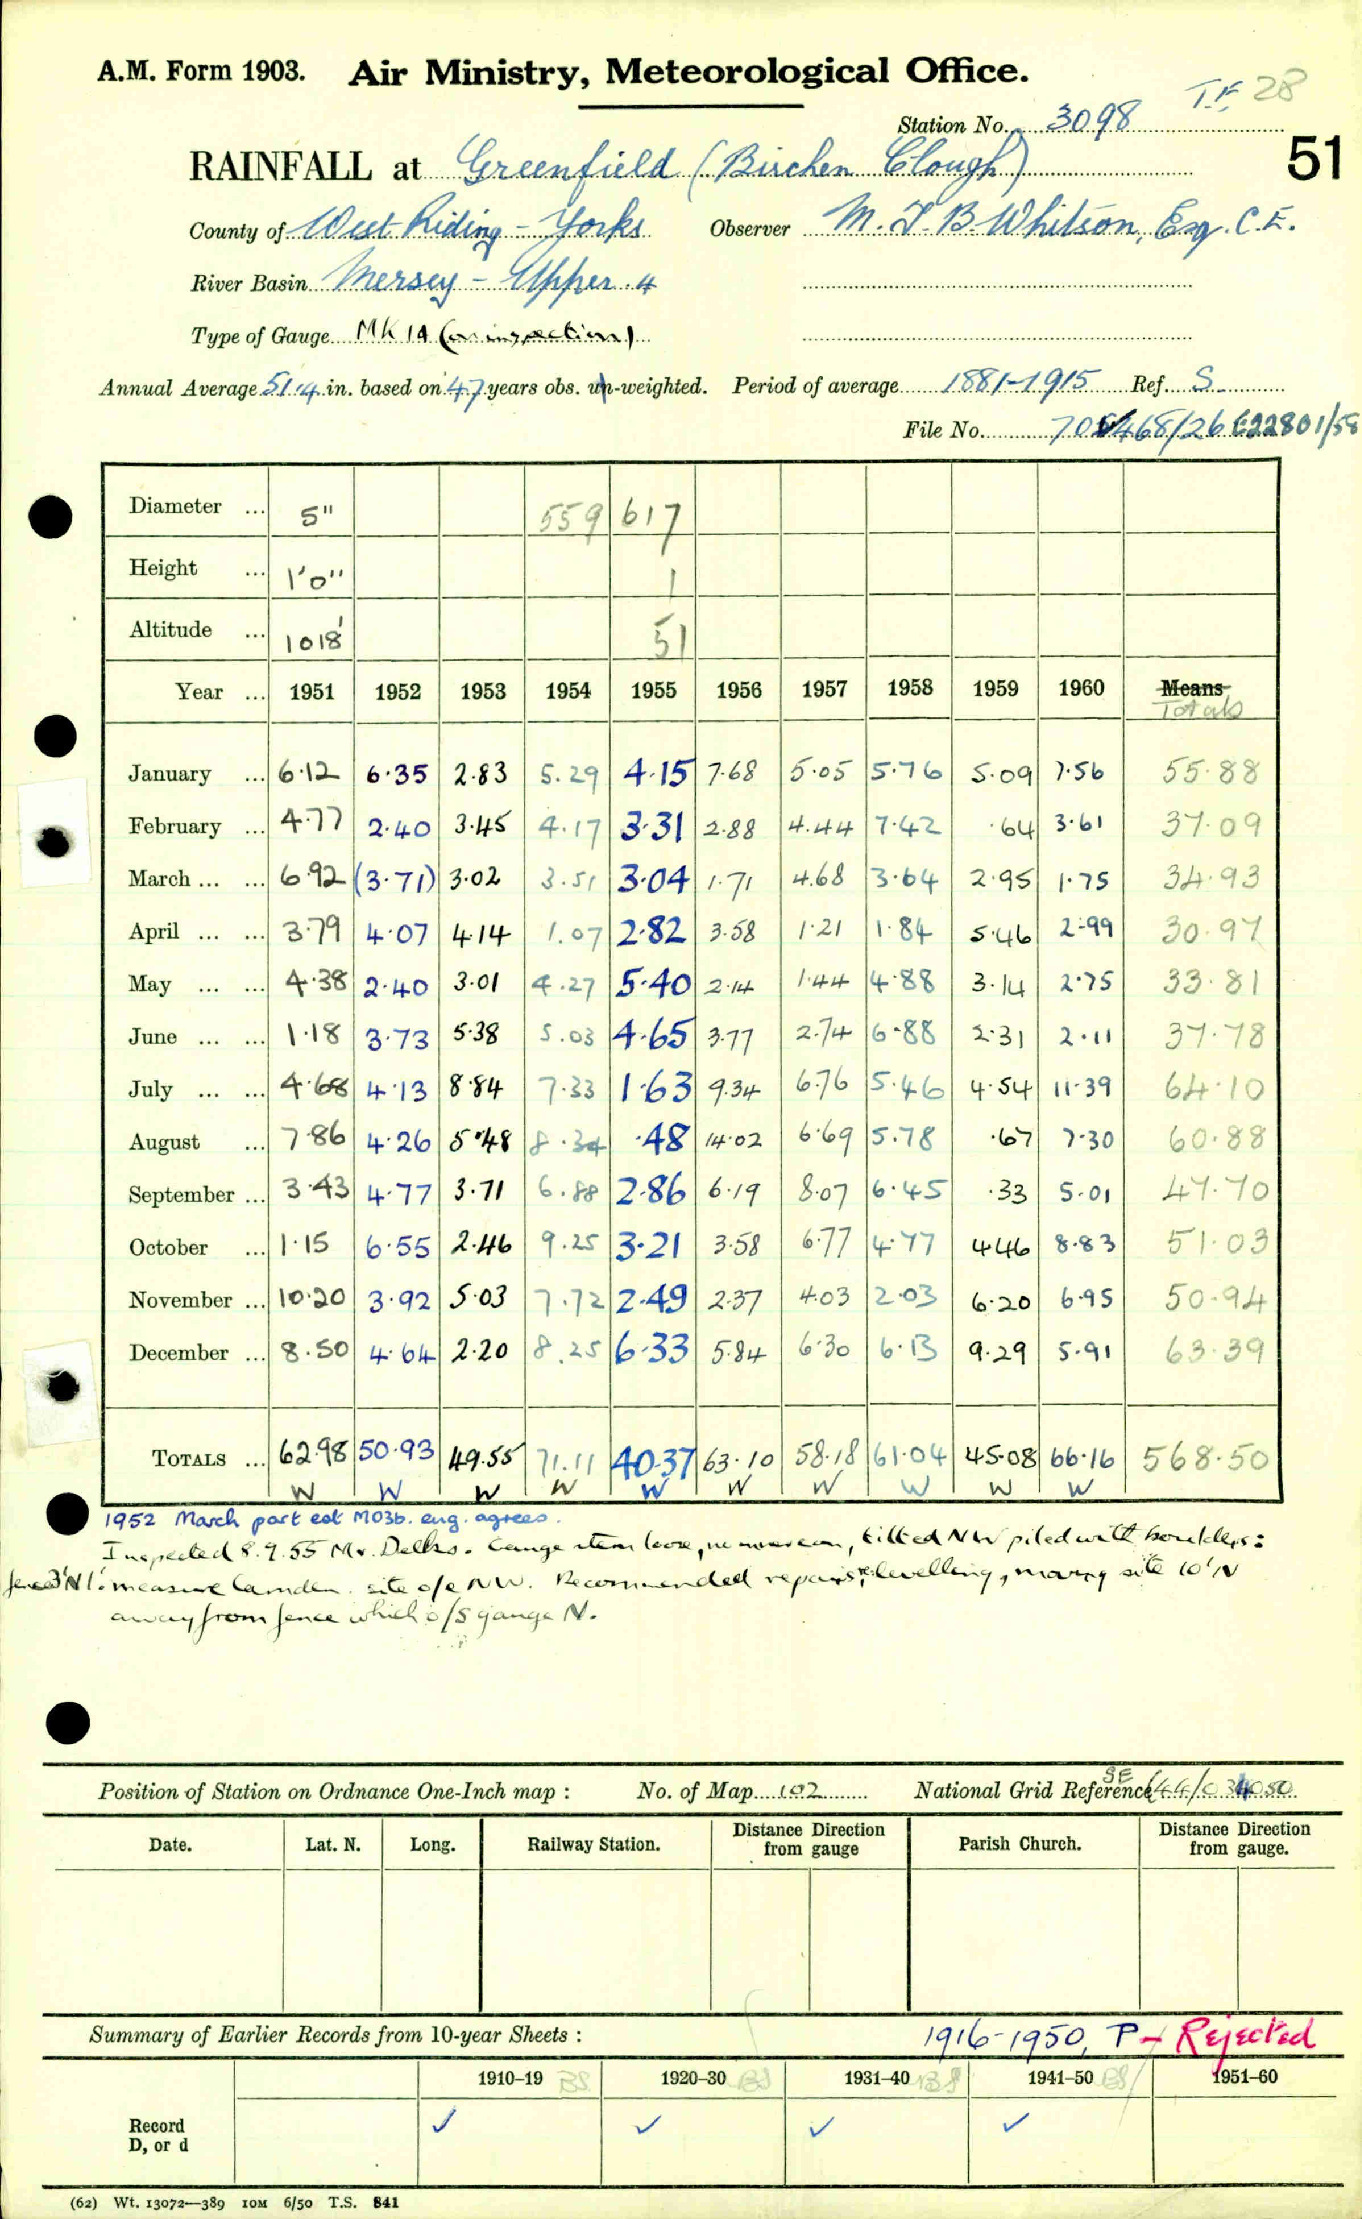 A.M. Form 1903. Air Ministry, Meteorological Office.
T.F. 28
Station No. 3098
51
RAINFALL at Greenfield (Birchen Clough)
County of West Riding - Yorks Observer M. T. B. Whitson, Esq. C.E.
River Basin Mersey - Upper 4
Type of Gauge MK 1A (on inspection)
Annual Average 51.4 in. based on 47 years obs. un-weighted. Period of average 1881-1915 Ref. S
File No. 705468/26 E22801/58
Diameter ... 5" 559 617
Height ... 1'0" 1
Altitude ... 1018' 51
Year ... 1951 1952 1953 1954 1955 1956 1957 1958 1959 1960 Means Totals
January ... 6.12 6.35 2.83 5.29 4.15 7.68 5.05 5.76 5.09 7.56 55.88
February ... 4.77 2.40 3.45 4.17 3.31 2.88 4.44 7.42 .64 3.61 37.09
March ... ... 6.92 (3.71) 3.02 3.51 3.04 1.71 4.68 3.64 2.95 1.75 34.93
April ... ... 3.79 4.07 4.14 1.07 2.82 3.58 1.21 1.84 5.46 2.99 30.97
May ... ... 4.38 2.40 3.01 4.27 5.40 2.14 1.44 4.88 3.14 2.75 33.81
June ... ... 1.18 3.73 5.38 5.03 4.65 3.77 2.74 6.88 2.31 2.11 37.78
July ... ... 4.68 4.13 8.84 7.33 1.63 9.34 6.76 5.46 4.54 11.39 64.10
August ... 7.86 4.26 5.48 8.34 .48 14.02 6.69 5.78 .67 7.30 60.88
September ... 3.43 4.77 3.71 6.88 2.86 6.19 8.07 6.45 .33 5.01 47.70
October ... 1.15 6.55 2.46 9.25 3.21 3.58 6.77 4.77 4.46 8.83 51.03
November ... 10.20 3.92 5.03 7.72 2.49 2.37 4.03 2.03 6.20 6.95 50.94
December ... 8.50 4.64 2.20 8.25 6.33 5.84 6.30 6.13 9.29 5.91 63.39
TOTALS ... 62.98 50.93 49.55 71.11 40.37 63.10 58.18 61.04 45.08 66.16 568.50
W W W W W W W W W W
1952 March part est MO3b. eng. agrees.
Inspected 8.9.55 Mr. Delks. Gauge stem loose, tilted NW piled with boulders:
fence 3'N 1': measure Camden. site o/e NW. Recommended repairs, relevelling, moving site 10' N
away from fence which o/s gauge N.
Position of Station on Ordnance One-Inch map : No. of Map 102 National Grid Reference SE 44/034050
Date. Lat. N. Long. Railway Station. Distance Direction from gauge Parish Church. Distance Direction from gauge.
Summary of Earlier Records from 10-year Sheets : 1916-1950, P - Rejected
1910-19 BS 1920-30 BS 1931-40 BS 1941-50 BS 1951-60
Record
D, or d
✓ ✓ ✓ ✓
(62) Wt. 13072—389 10M 6/50 T.S. 841